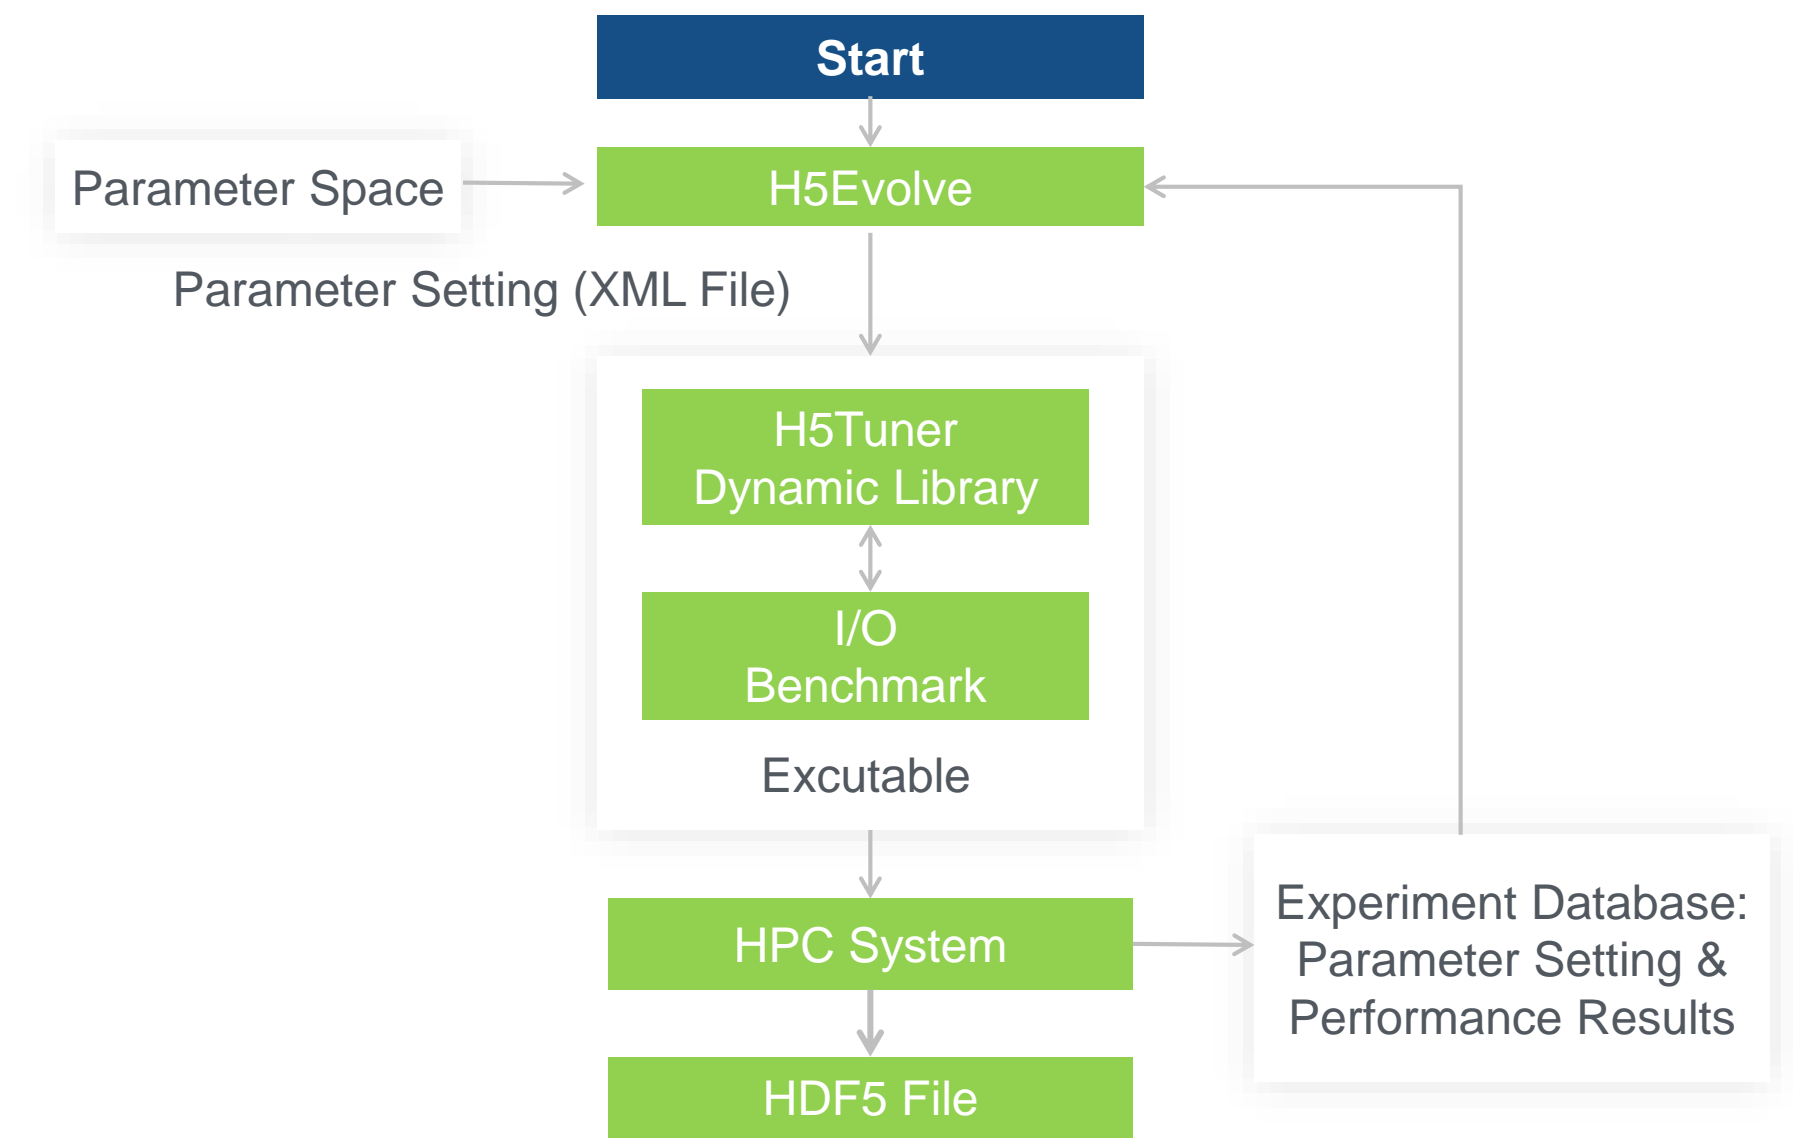 Start
Parameter Space
H5Evolve
Parameter Setting (XML File)
H5Tuner
Dynamic Library
I/O
Benchmark
Excutable
HPC System
Experiment Database:
Parameter Setting &
Performance Results
HDF5 File